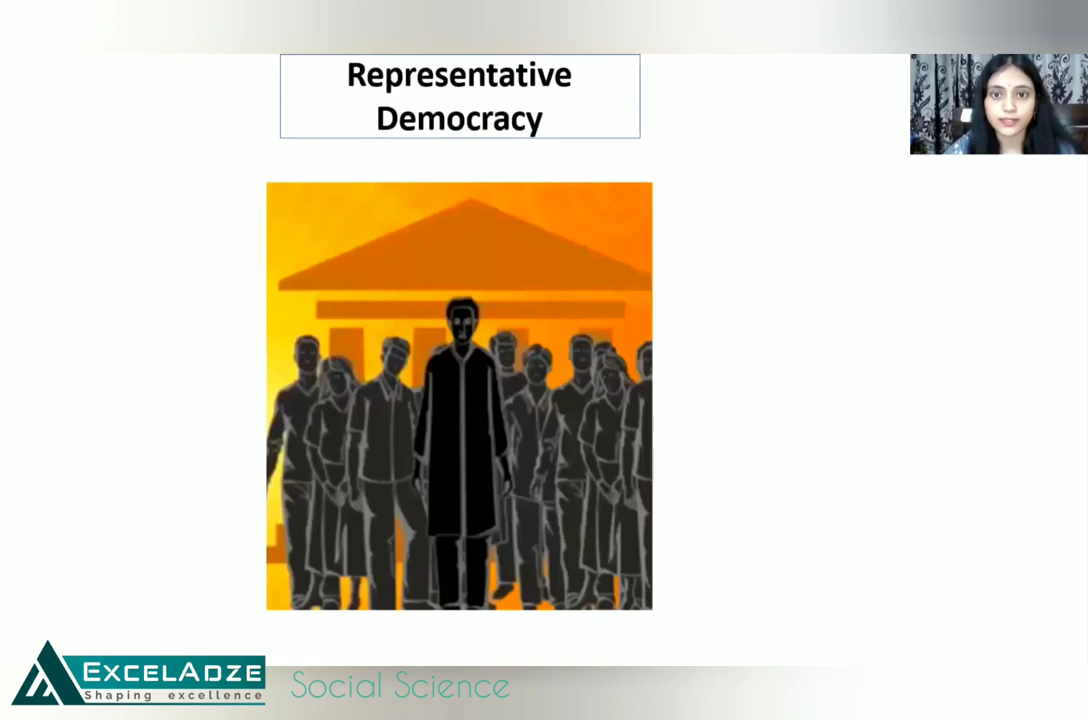 Representative
Democracy
EXCELADZE
Shaping excellence
Social Science